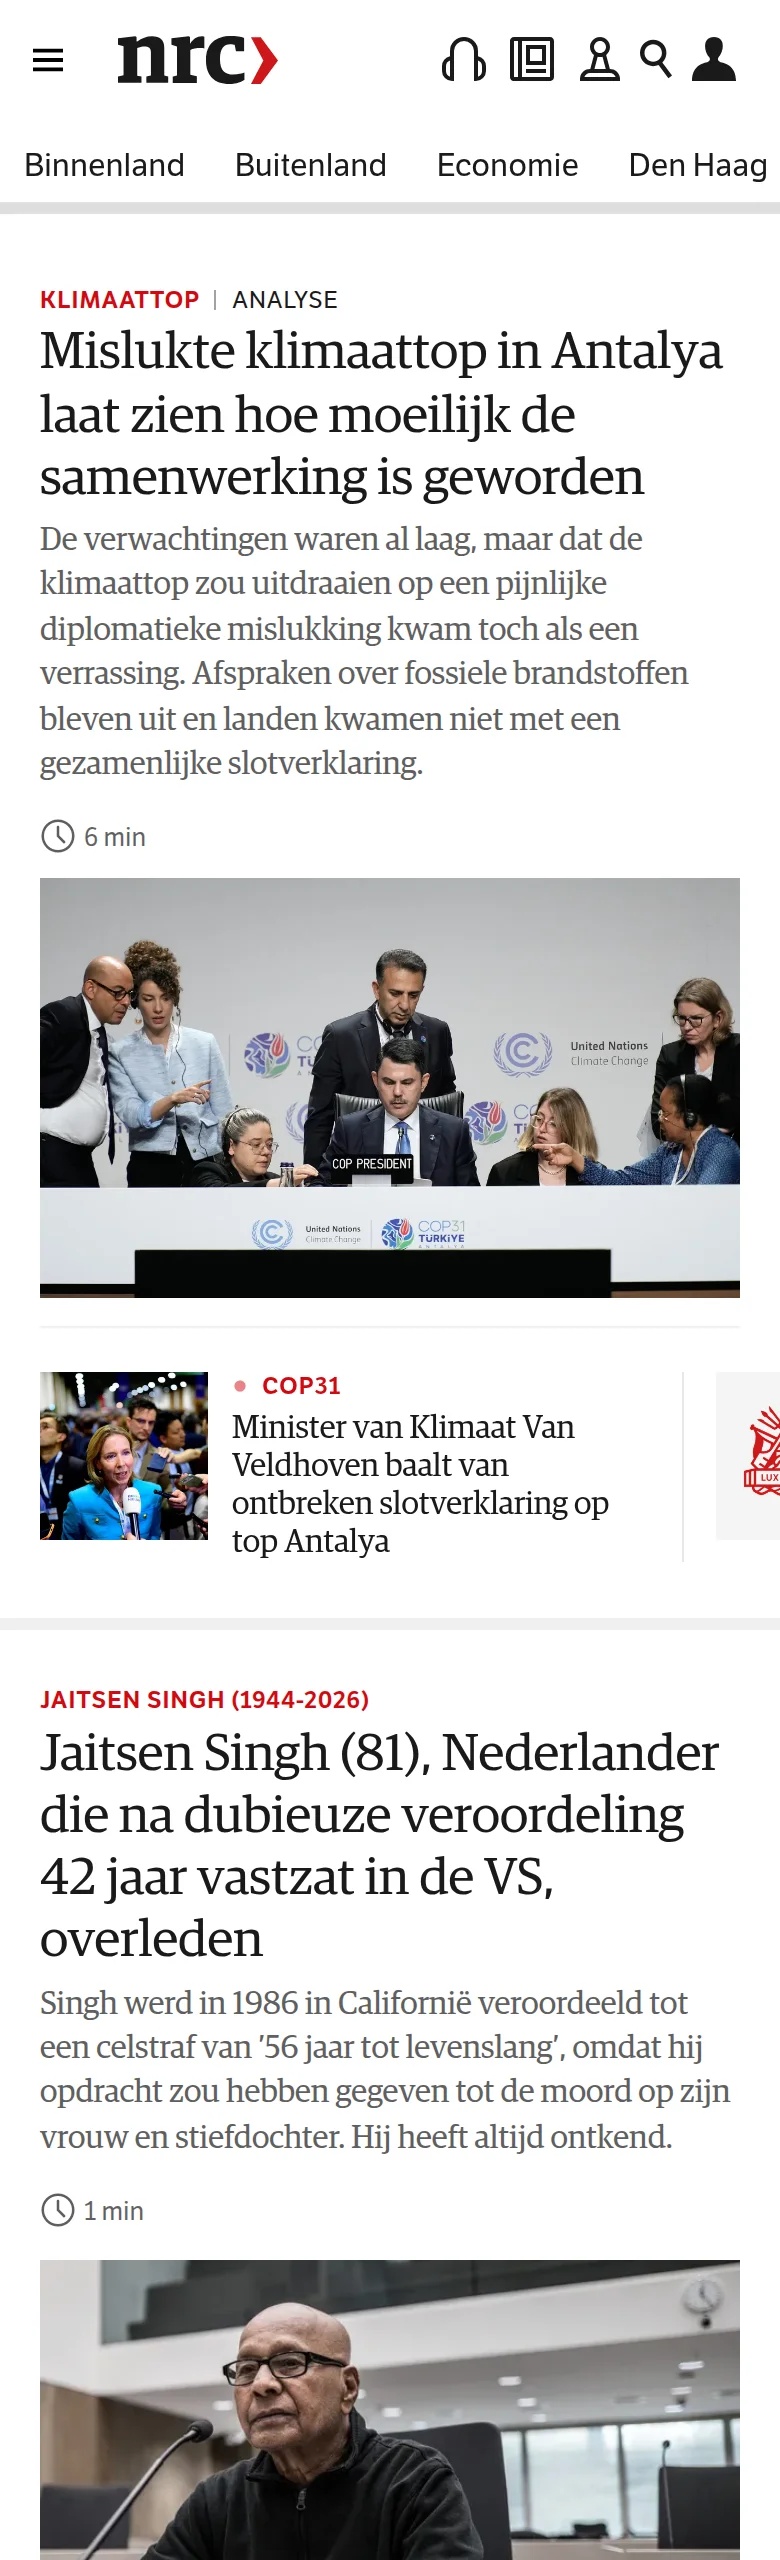 nrc
Binnenland Buitenland Economie Den Haag
KLIMAATTOP | ANALYSE
Mislukte klimaattop in Antalya
laat zien hoe moeilijk de
samenwerking is geworden
De verwachtingen waren al laag, maar dat de
klimaattop zou uitdraaien op een pijnlijke
diplomatieke mislukking kwam toch als een
verrassing. Afspraken over fossiele brandstoffen
bleven uit en landen kwamen niet met een
gezamenlijke slotverklaring.
6 min
United Nations
Climate Change
COP PRESIDENT
United Nations
Climate Change
COP31
TÜRKİYE
ANTALYA
COP31
Minister van Klimaat Van
Veldhoven baalt van
ontbreken slotverklaring op
top Antalya
LUX
JAITSEN SINGH (1944-2026)
Jaitsen Singh (81), Nederlander
die na dubieuze veroordeling
42 jaar vastzat in de VS,
overleden
Singh werd in 1986 in Californië veroordeeld tot
een celstraf van ’56 jaar tot levenslang’, omdat hij
opdracht zou hebben gegeven tot de moord op zijn
vrouw en stiefdochter. Hij heeft altijd ontkend.
1 min